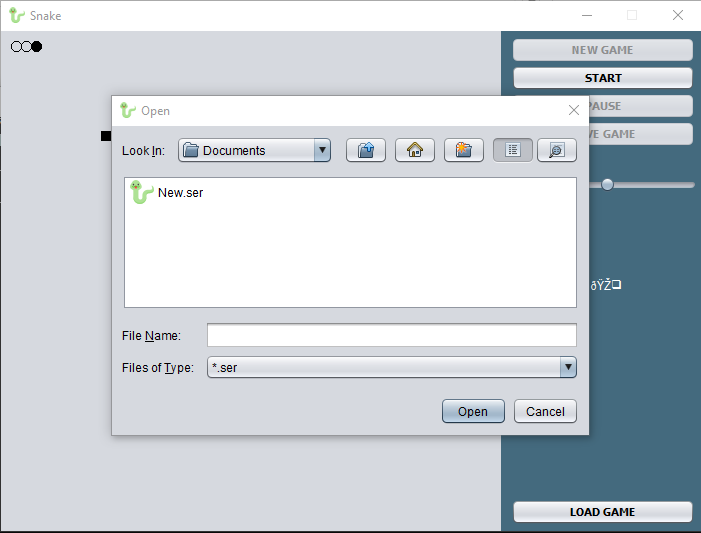 Snake
NEW GAME
START
PAUSE
VE GAME
Open
Look In:
Documents
New.ser
ðŸŽ
File Name:
Files of Type:
*.ser
Open
Cancel
LOAD GAME